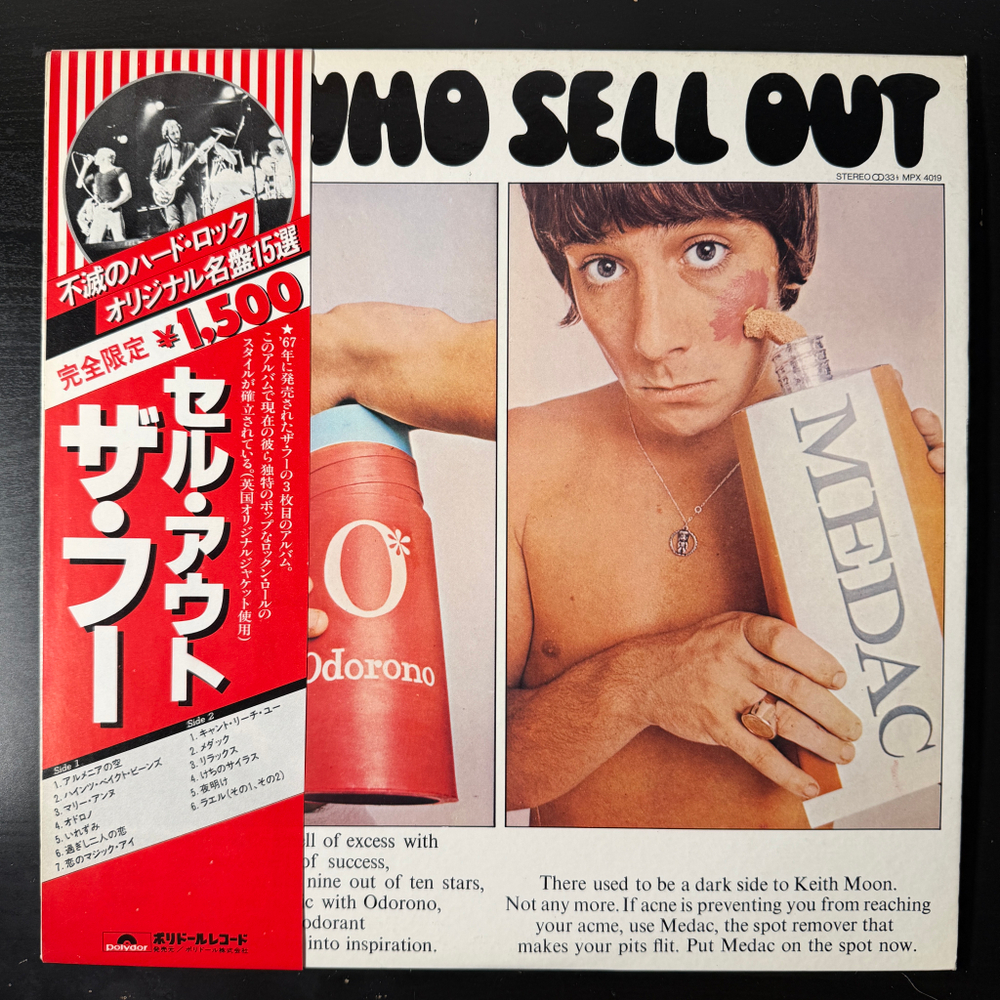 WHO SELL OUT
STEREO 33⅓ MPX 4019
不滅のハード・ロック
オリジナル名盤15選
完全限定 ¥1,500
★'67年に発売されたザ・フーの3枚目のアルバム。
このアルバムで現在の彼ら独特のポップなロックン・ロールの
スタイルが確立されている。(英国オリジナルジャケット使用)
セル・アウト
ザ・フー
Side 1
1. アルメニアの空
2. ハインツ・ベイクト・ビーンズ
3. マリー・アンヌ
4. オドロノ
5. いれずみ
6. 過ぎし二人の恋
7. 恋のマジック・アイ
Side 2
1. キャント・リーチ・ユー
2. メダック
3. リラックス
4. けちのサイラス
5. 夜明け
6. ラエル(その1、その2)
polydor ポリドールレコード
発売元/ポリドール株式会社
O*
Odorono
MEDAC
ll of excess with
of success,
nine out of ten stars,
c with Odorono,
odorant
into inspiration.
There used to be a dark side to Keith Moon.
Not any more. If acne is preventing you from reaching
your acme, use Medac, the spot remover that
makes your pits flit. Put Medac on the spot now.